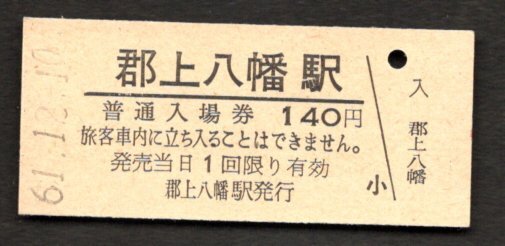 郡上八幡駅
普通入場券 140円
旅客車内に立ち入ることはできません。
発売当日1回限り有効
郡上八幡駅発行
小
入
郡上八幡
61.12.10